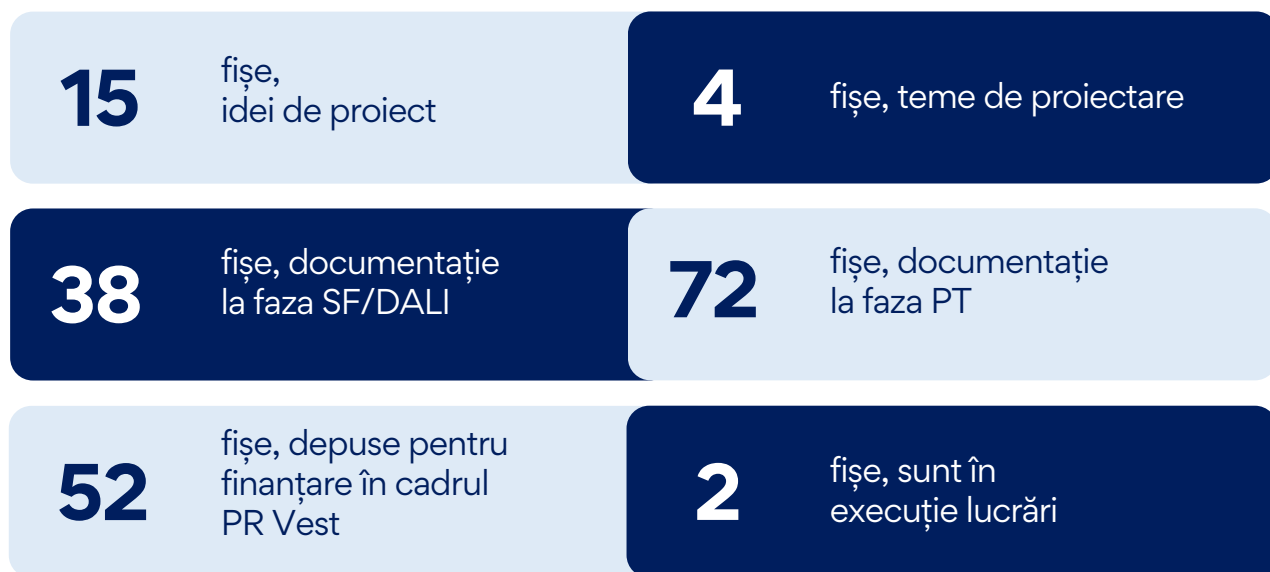 15
fișe,
idei de proiect
4
fișe, teme de proiectare
38
fișe, documentație
la faza SF/DALI
72
fișe, documentație
la faza PT
52
fișe, depuse pentru
finanțare în cadrul
PR Vest
2
fișe, sunt în
execuție lucrări